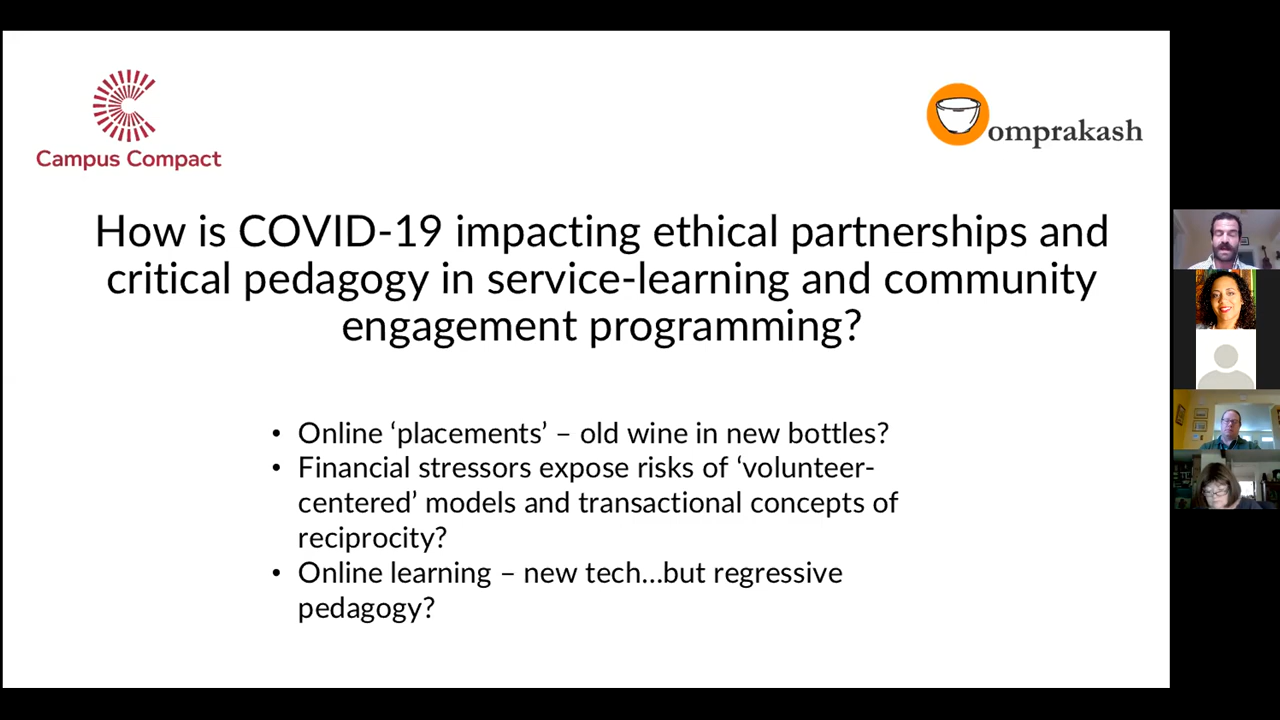 Campus Compact
omprakash
How is COVID-19 impacting ethical partnerships and
critical pedagogy in service-learning and community
engagement programming?
• Online ‘placements’ – old wine in new bottles?
• Financial stressors expose risks of ‘volunteer-
centered’ models and transactional concepts of
reciprocity?
• Online learning – new tech...but regressive
pedagogy?